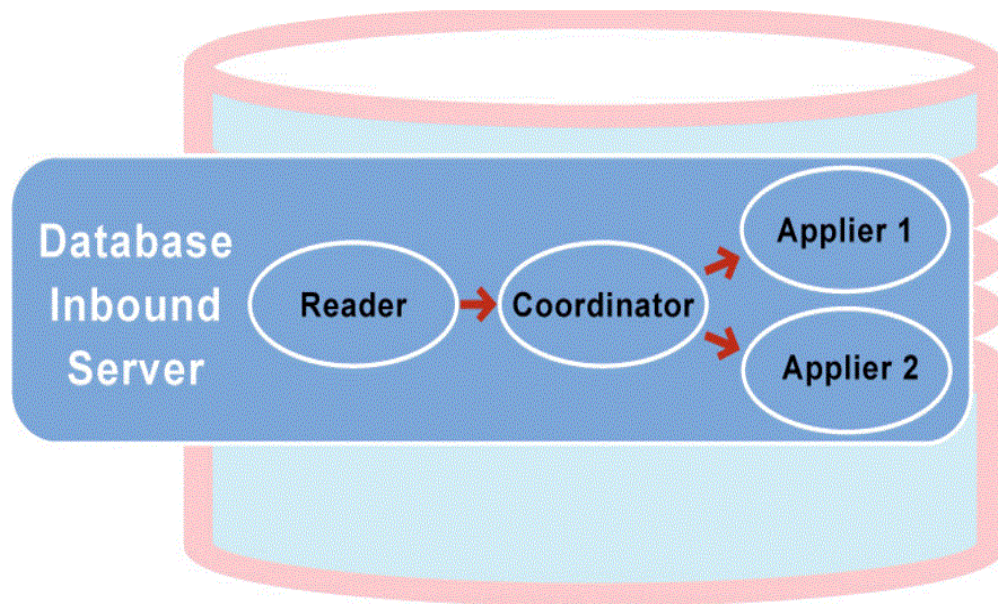 Database
Inbound
Server
Reader
Coordinator
Applier 1
Applier 2